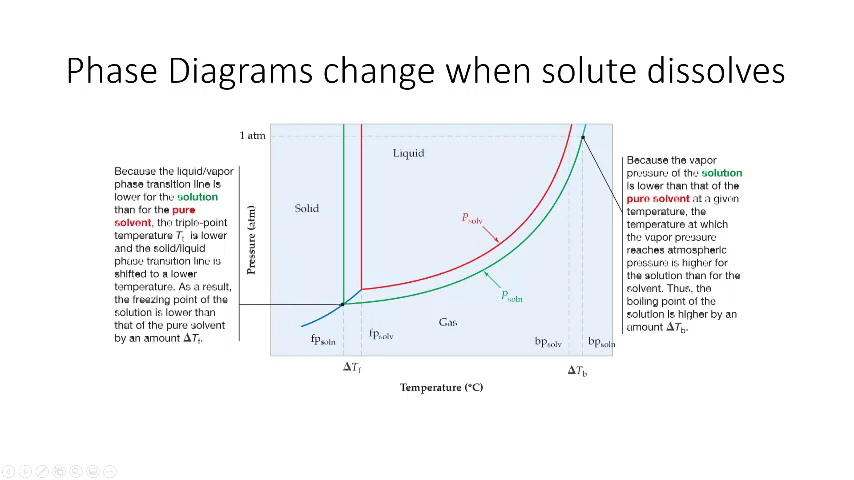 Phase Diagrams change when solute dissolves
Because the liquid/vapor
phase transition line is
lower for the solution
than for the pure
solvent, the triple-point
temperature Tt is lower
and the solid/liquid
phase transition line is
shifted to a lower
temperature. As a result,
the freezing point of the
solution is lower than
that of the pure solvent
by an amount ΔTf.
1 atm
Pressure (atm)
Solid
Liquid
Psolv
Psoln
Gas
fpsoln
fpsolv
bpsolv
bpsoln
ΔTf
ΔTb
Temperature (°C)
Because the vapor
pressure of the solution
is lower than that of the
pure solvent at a given
temperature, the
temperature at which
the vapor pressure
reaches atmospheric
pressure is higher for
the solution than for the
solvent. Thus, the
boiling point of the
solution is higher by an
amount ΔTb.